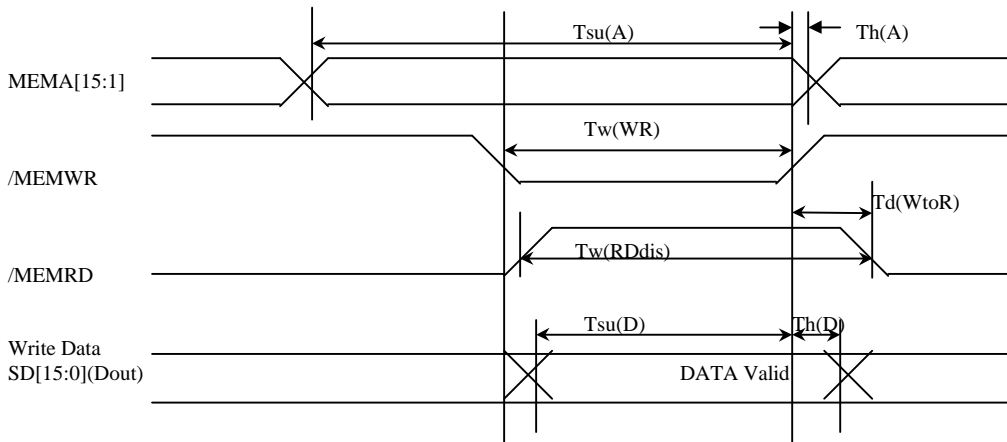 Tsu(A)
Th(A)
MEMA[15:1]
Tw(WR)
/MEMWR
Td(WtoR)
Tw(RDdis)
/MEMRD
Tsu(D)
Th(D)
Write Data
SD[15:0](Dout)
DATA Valid